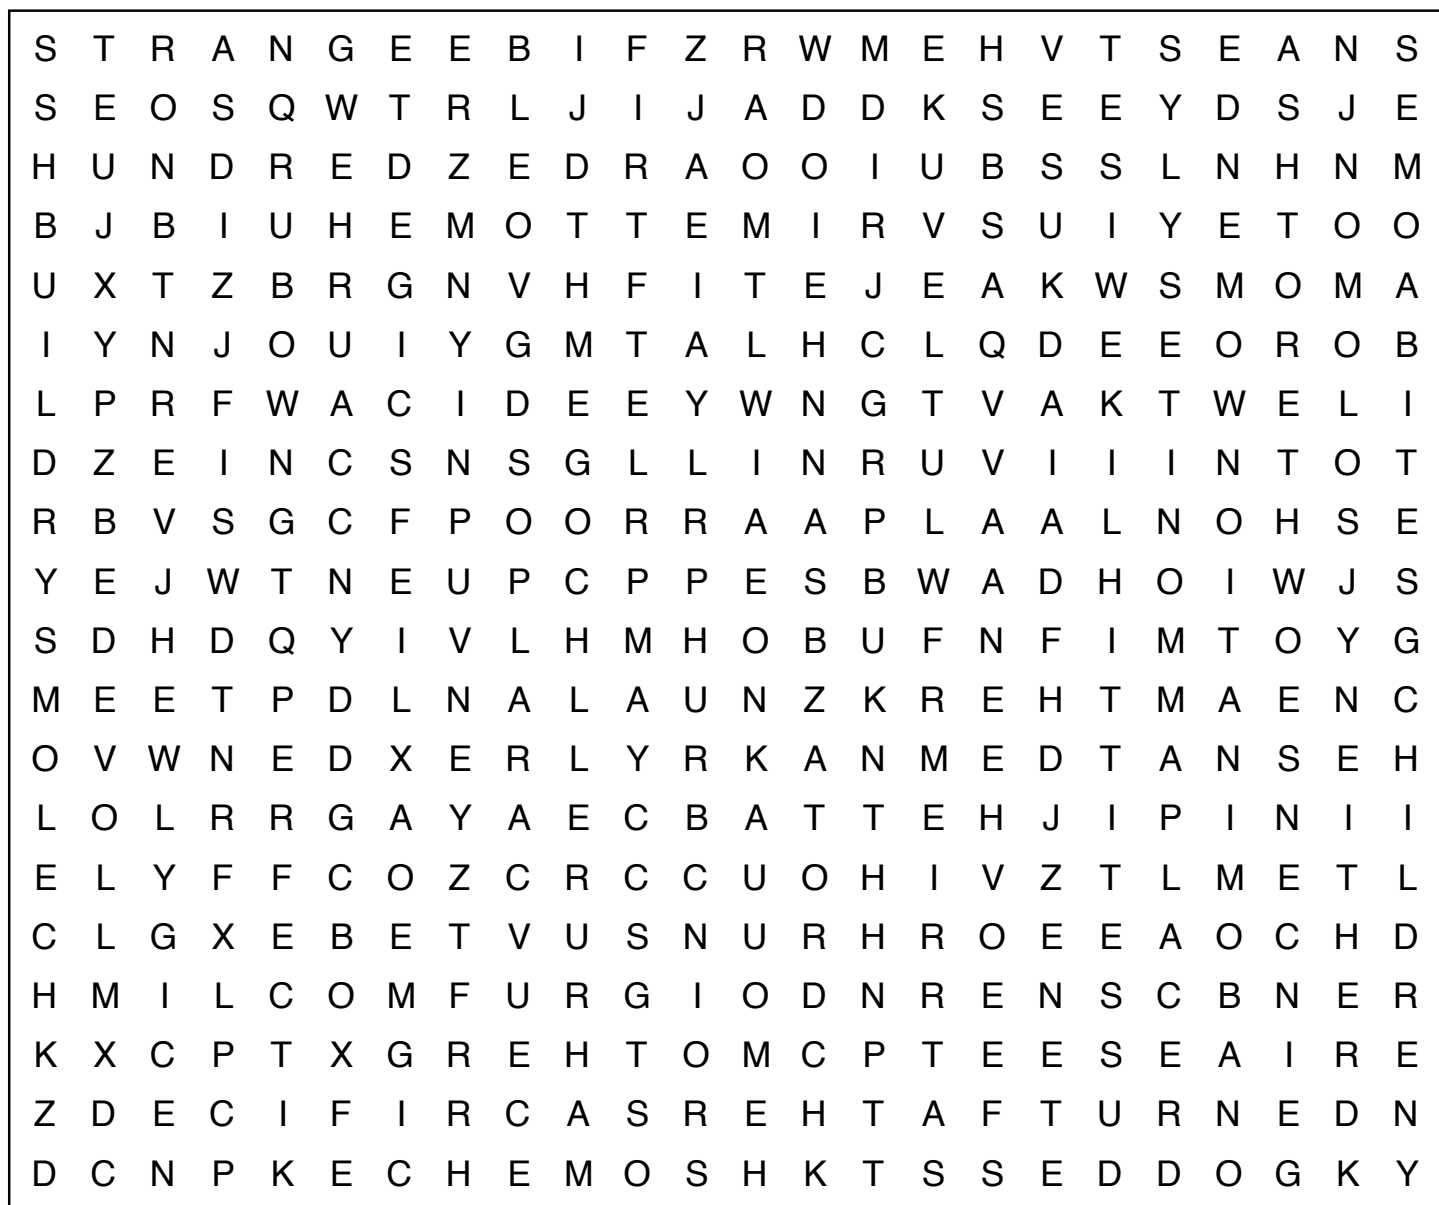 S T R A N G E E B I F Z R W M E H V T S E A N S
S E O S Q W T R L J I J A D D K S E E Y D S J E
H U N D R E D Z E D R A O O I U B S S L N H N M
B J B I U H E M O T T E M I R V S U I Y E T O O
U X T Z B R G N V H F I T E J E A K W S M O M A
I Y N J O U I Y G M T A L H C L Q D E E O R O B
L P R F W A C I D E E Y W N G T V A K T W E L I
D Z E I N C S N S G L L I N R U V I I I N T O T
R B V S G C F P O O R R A A P L A A L N O H S E
Y E J W T N E U P C P P E S B W A D H O I W J S
S D H D Q Y I V L H M H O B U F N F I M T O Y G
M E E T P D L N A L A U N Z K R E H T M A E N C
O V W N E D X E R L Y R K A N M E D T A N S E H
L O L R R G A Y A E C B A T T E H J I P I N I I
E L Y F F C O Z C R C C U O H I V Z T L M E T L
C L G X E B E T V U S N U R H R O E E A O C H D
H M I L C O M F U R G I O D N R E N S C B N E R
K X C P T X G R E H T O M C P T E E S E A I R E
Z D E C I F I R C A S R E H T A F T U R N E D N
D C N P K E C H E M O S H K T S S E D D O G K Y